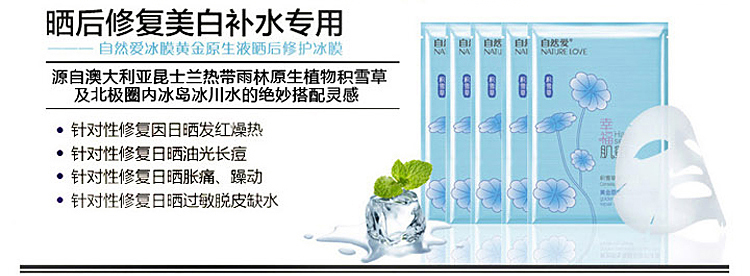 晒后修复美白补水专用
自然爱冰膜黄金原生液晒后修护冰膜
源自澳大利亚昆士兰热带雨林原生植物积雪草
及北极圈内冰岛冰川水的绝妙搭配灵感
针对性修复因日晒发红燥热
针对性修复日晒油光长痘
针对性修复日晒胀痛、躁动
针对性修复日晒过敏脱皮缺水
自然爱®
NATURE LOVE
积雪草
幸福
肌